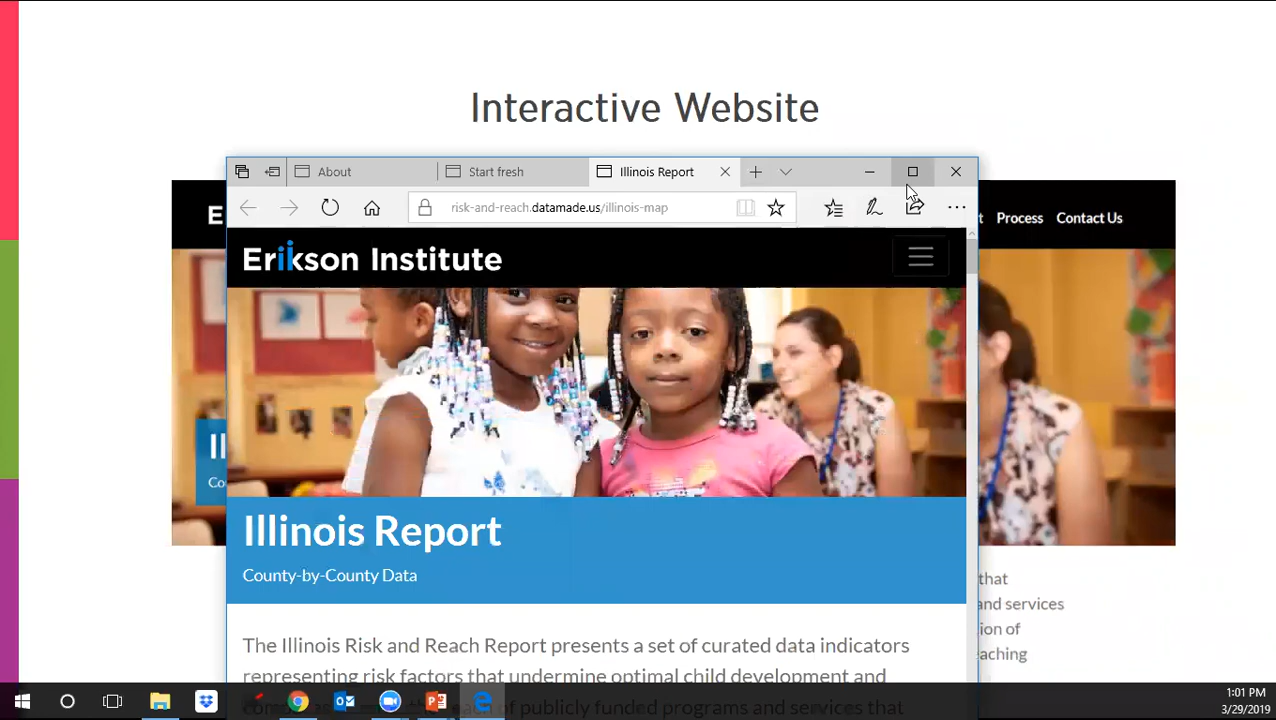 Interactive Website
About
Start fresh
Illinois Report
risk-and-reach.datamade.us/illinois-map
Process
Contact Us
Erikson Institute
Illinois Report
County-by-County Data
The Illinois Risk and Reach Report presents a set of curated data indicators
representing risk factors that undermine optimal child development and
of publicly funded programs and services that
that
and services
ion of
eaching
1:01 PM
3/29/2019